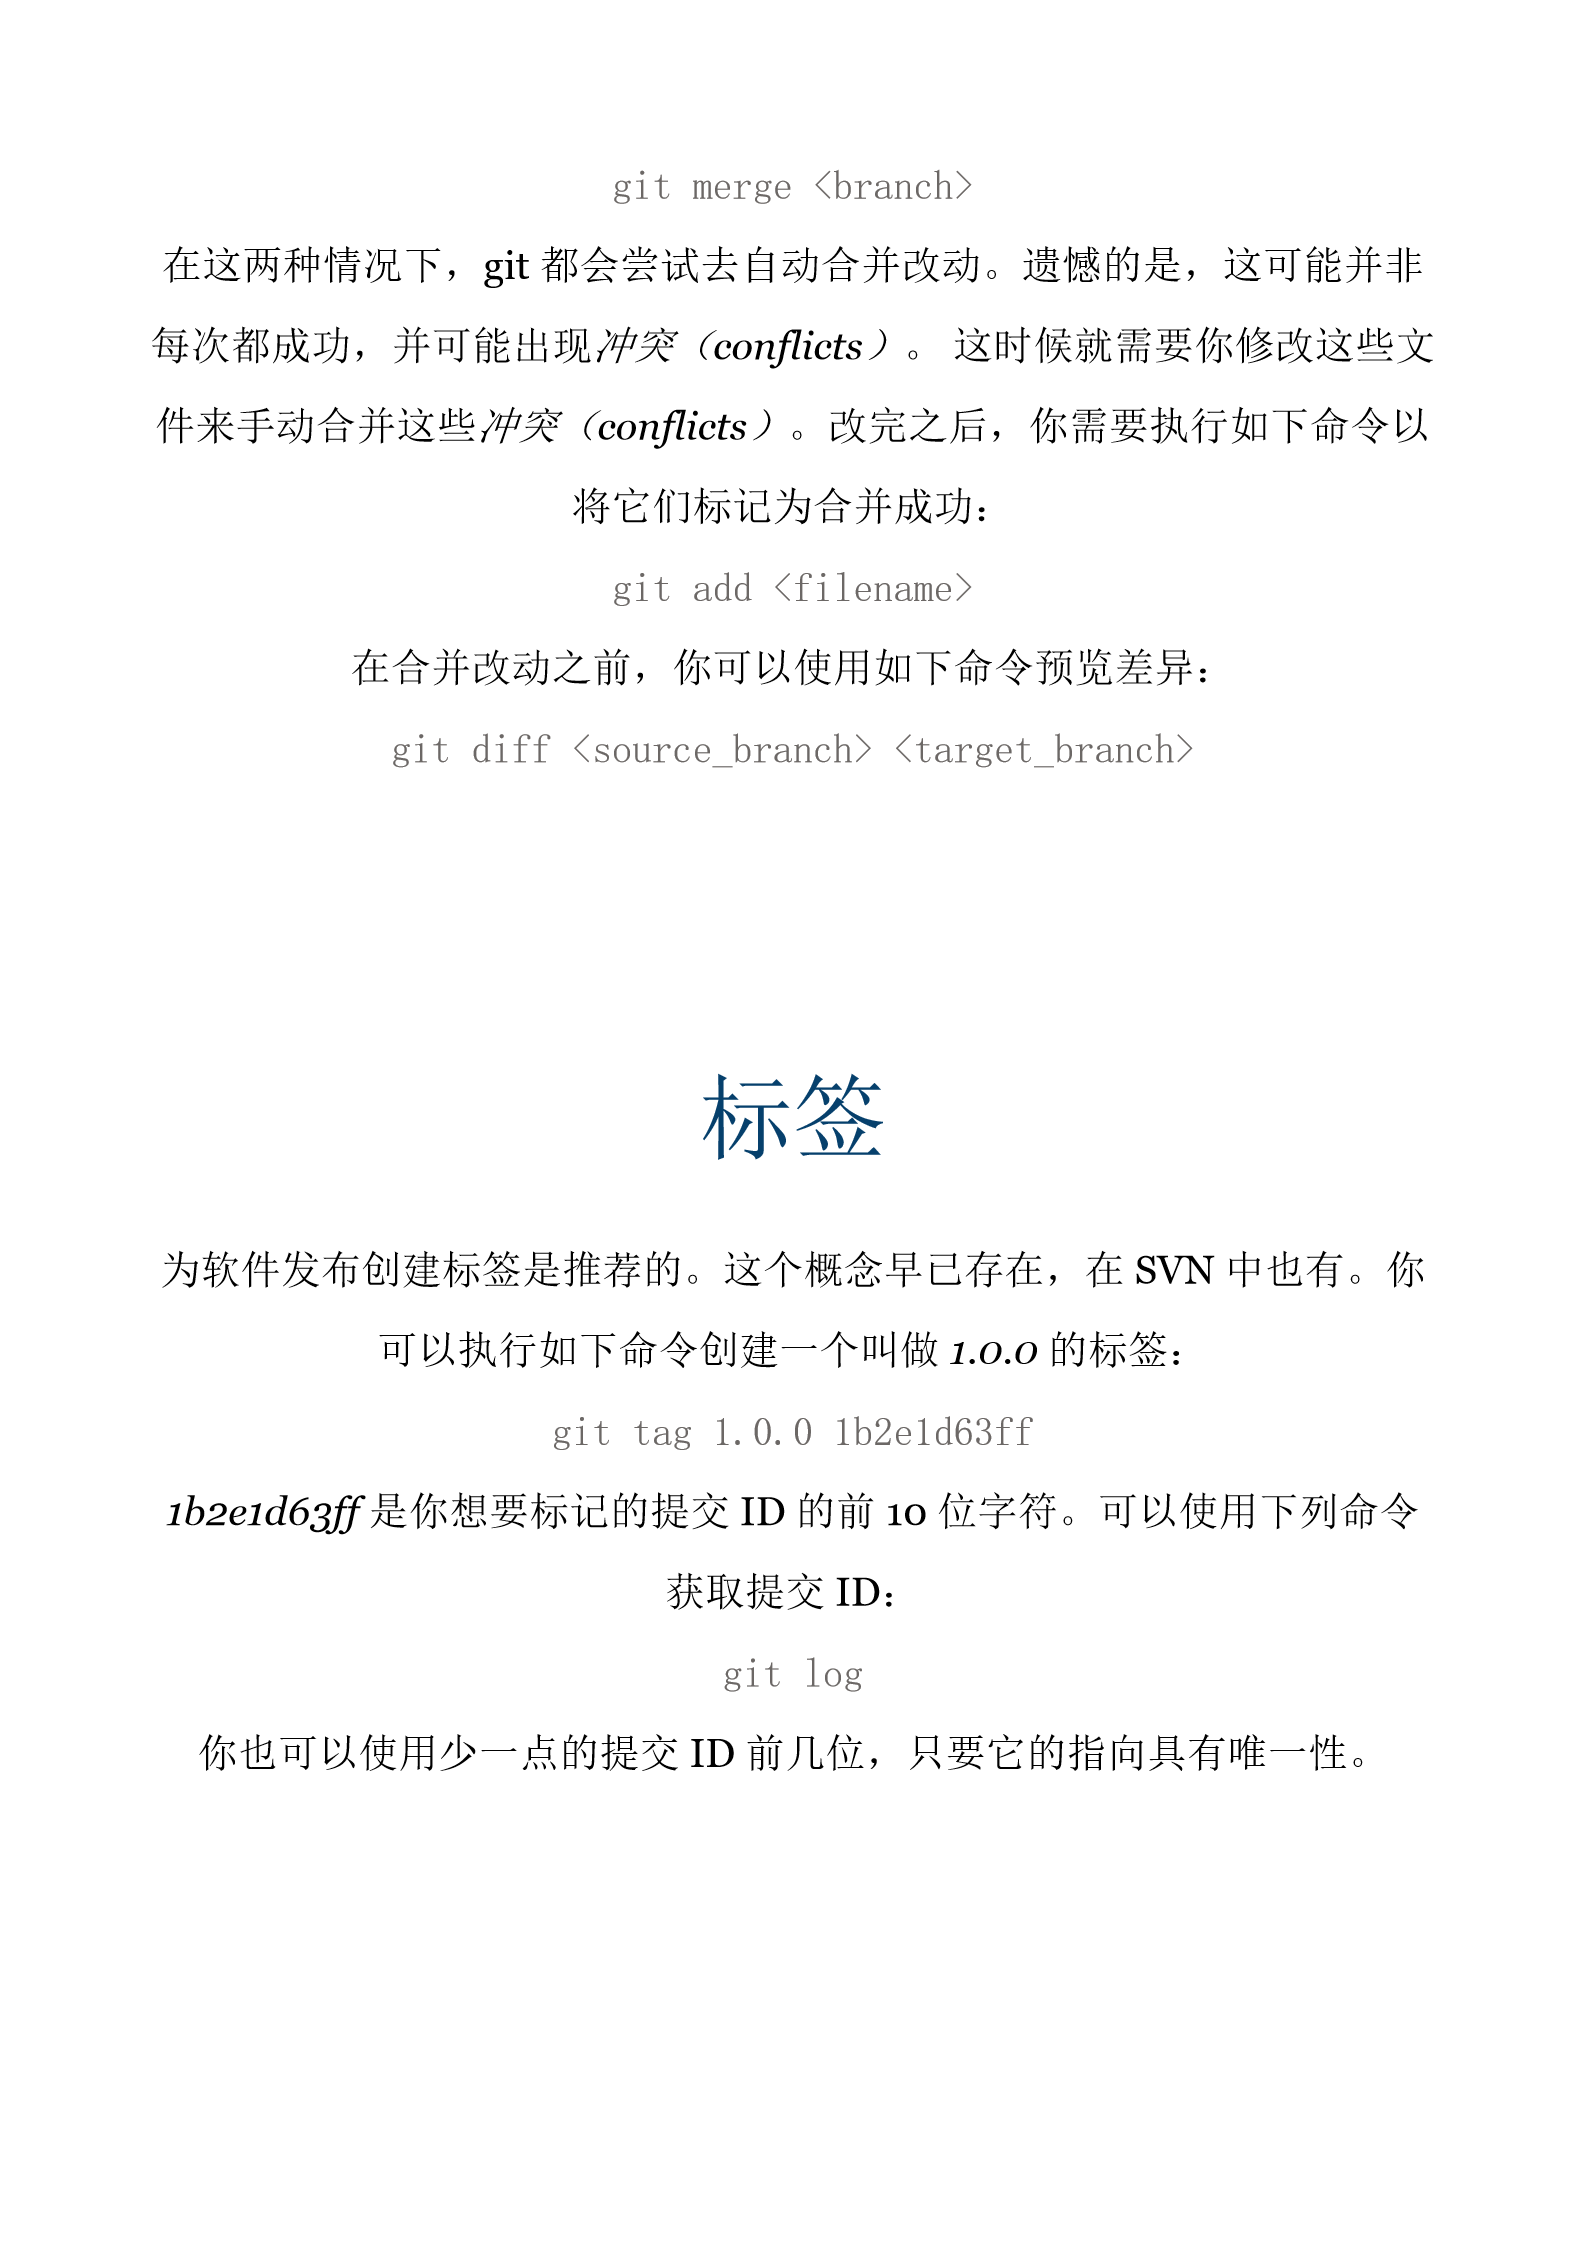 git merge <branch>
在这两种情况下，git 都会尝试去自动合并改动。遗憾的是，这可能并非
每次都成功，并可能出现冲突（conflicts）。 这时候就需要你修改这些文
件来手动合并这些冲突（conflicts）。改完之后，你需要执行如下命令以
将它们标记为合并成功：
git add <filename>
在合并改动之前，你可以使用如下命令预览差异：
git diff <source_branch> <target_branch>
标签
为软件发布创建标签是推荐的。这个概念早已存在，在 SVN 中也有。你
可以执行如下命令创建一个叫做 1.0.0 的标签：
git tag 1.0.0 1b2e1d63ff
1b2e1d63ff 是你想要标记的提交 ID 的前 10 位字符。可以使用下列命令
获取提交 ID：
git log
你也可以使用少一点的提交 ID 前几位，只要它的指向具有唯一性。